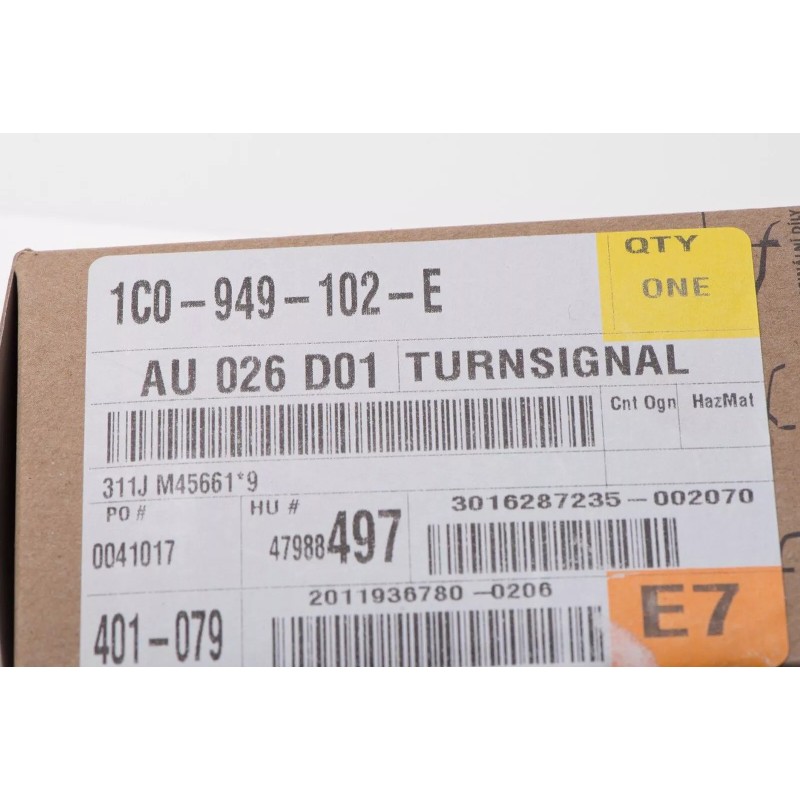 1C0-949-102-E
QTY
ONE
AU 026 D01
TURNSIGNAL
Cnt Ogn
HazMat
311J M45661*9
PO #
0041017
HU #
47988497
3016287235-002070
401-079
2011936780-0206
E7
DÍLY